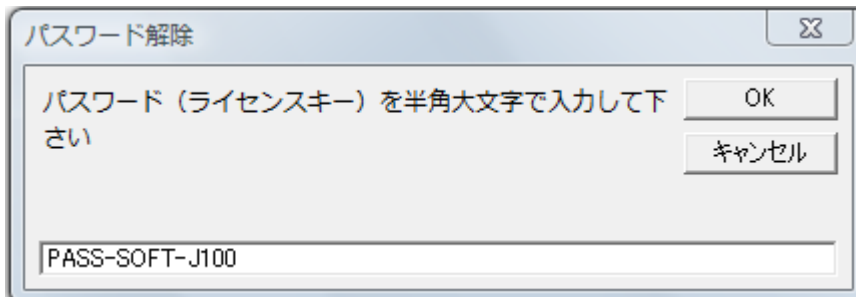 パスワード解除
パスワード（ライセンスキー）を半角大文字で入力して下
さい
OK
キャンセル
PASS-SOFT-J100